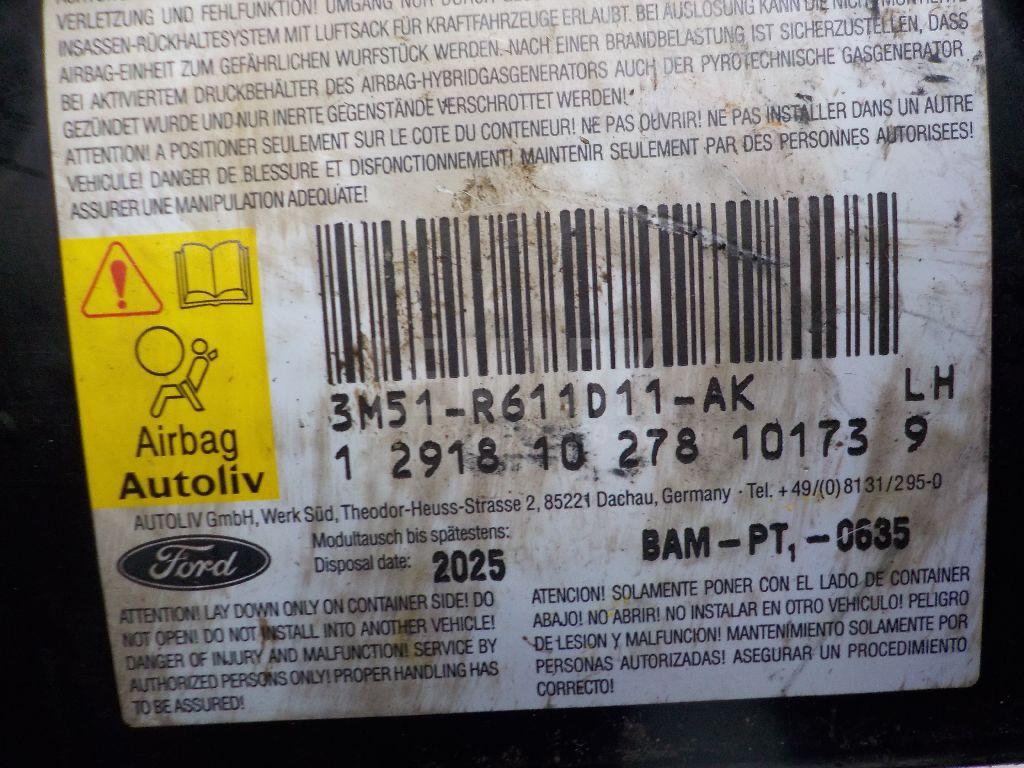 VERLETZUNG UND FEHLFUNKTION! UMGANG NUR DURCH
INSASSEN-RÜCKHALTESYSTEM MIT LUFTSACK FÜR KRAFTFAHRZEUGE ERLAUBT. BEI AUSLÖSUNG KANN DIE NICHT MONTIERTE
AIRBAG-EINHEIT ZUM GEFÄHRLICHEN WURFSTÜCK WERDEN. NACH EINER BRANDBELASTUNG IST SICHERZUSTELLEN, DASS
BEI AKTIVIERTEM DRUCKBEHÄLTER DES AIRBAG-HYBRIDGASGENERATORS AUCH DER PYROTECHNISCHE GASGENERATOR
GEZÜNDET WURDE UND NUR INERTE GEGENSTÄNDE VERSCHROTTET WERDEN!
ATTENTION! A POSITIONER SEULEMENT SUR LE COTE DU CONTENEUR! NE PAS OUVRIR! NE PAS INSTALLER DANS UN AUTRE
VEHICULE! DANGER DE BLESSURE ET DISFONCTIONNEMENT! MAINTENIR SEULEMENT PAR DES PERSONNES AUTORISEES!
ASSURER UNE MANIPULATION ADEQUATE!
3M51-R611D11-AK LH
1 2918 10 278 101739
Airbag
Autoliv
AUTOLIV GmbH, Werk Süd, Theodor-Heuss-Strasse 2, 85221 Dachau, Germany · Tel. +49/(0)8131/295-0
Ford
Modultausch bis spätestens:
Disposal date: 2025
BAM-PT₁-0635
ATTENTION! LAY DOWN ONLY ON CONTAINER SIDE! DO
NOT OPEN! DO NOT INSTALL INTO ANOTHER VEHICLE!
DANGER OF INJURY AND MALFUNCTION! SERVICE BY
AUTHORIZED PERSONS ONLY! PROPER HANDLING HAS
TO BE ASSURED!
ATENCION! SOLAMENTE PONER CON EL LADO DE CONTAINER
ABAJO! NO ABRIR! NO INSTALAR EN OTRO VEHICULO! PELIGRO
DE LESION Y MALFUNCION! MANTENIMIENTO SOLAMENTE POR
PERSONAS AUTORIZADAS! ASEGURAR UN PROCEDIMIENTO
CORRECTO!